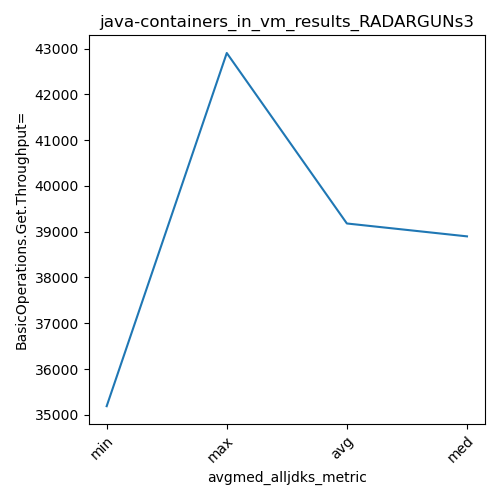 java-containers_in_vm_results_RADARGUNs3
BasicOperations.Get.Throughput=
43000
42000
41000
40000
39000
38000
37000
36000
35000
min
max
avg
med
avgmed_alljdks_metric